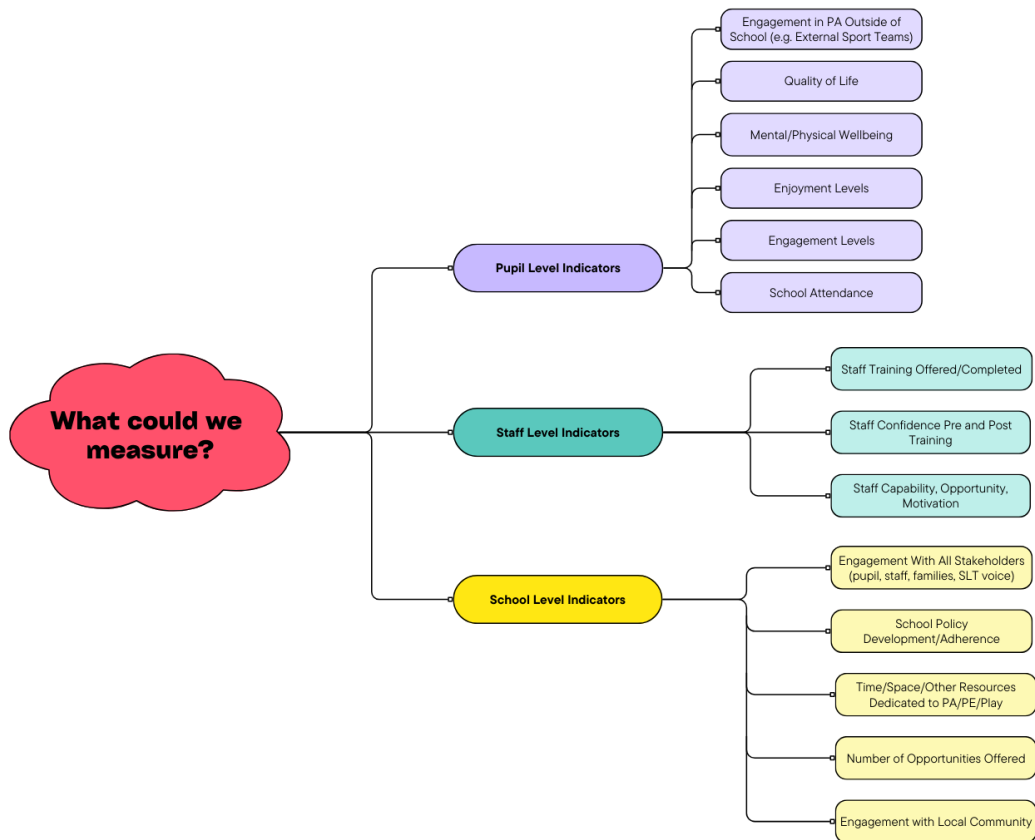 What could we
measure?
Pupil Level Indicators
Engagement in PA Outside of
School (e.g. External Sport Teams)
Quality of Life
Mental/Physical Wellbeing
Enjoyment Levels
Engagement Levels
School Attendance
Staff Level Indicators
Staff Training Offered/Completed
Staff Confidence Pre and Post
Training
Staff Capability, Opportunity,
Motivation
School Level Indicators
Engagement With All Stakeholders
(pupil, staff, families, SLT voice)
School Policy
Development/Adherence
Time/Space/Other Resources
Dedicated to PA/PE/Play
Number of Opportunities Offered
Engagement with Local Community